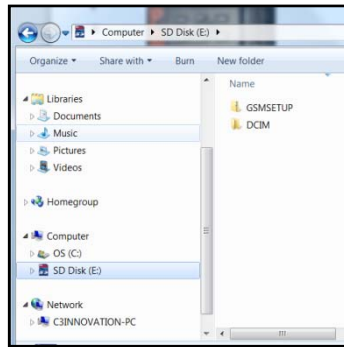 Computer ▸ SD Disk (E:) ▸
Organize ▾ Share with ▾ Burn New folder
Name
GSMSETUP
DCIM
Libraries
Documents
Music
Pictures
Videos
Homegroup
Computer
OS (C:)
SD Disk (E:)
Network
C3INNOVATION-PC